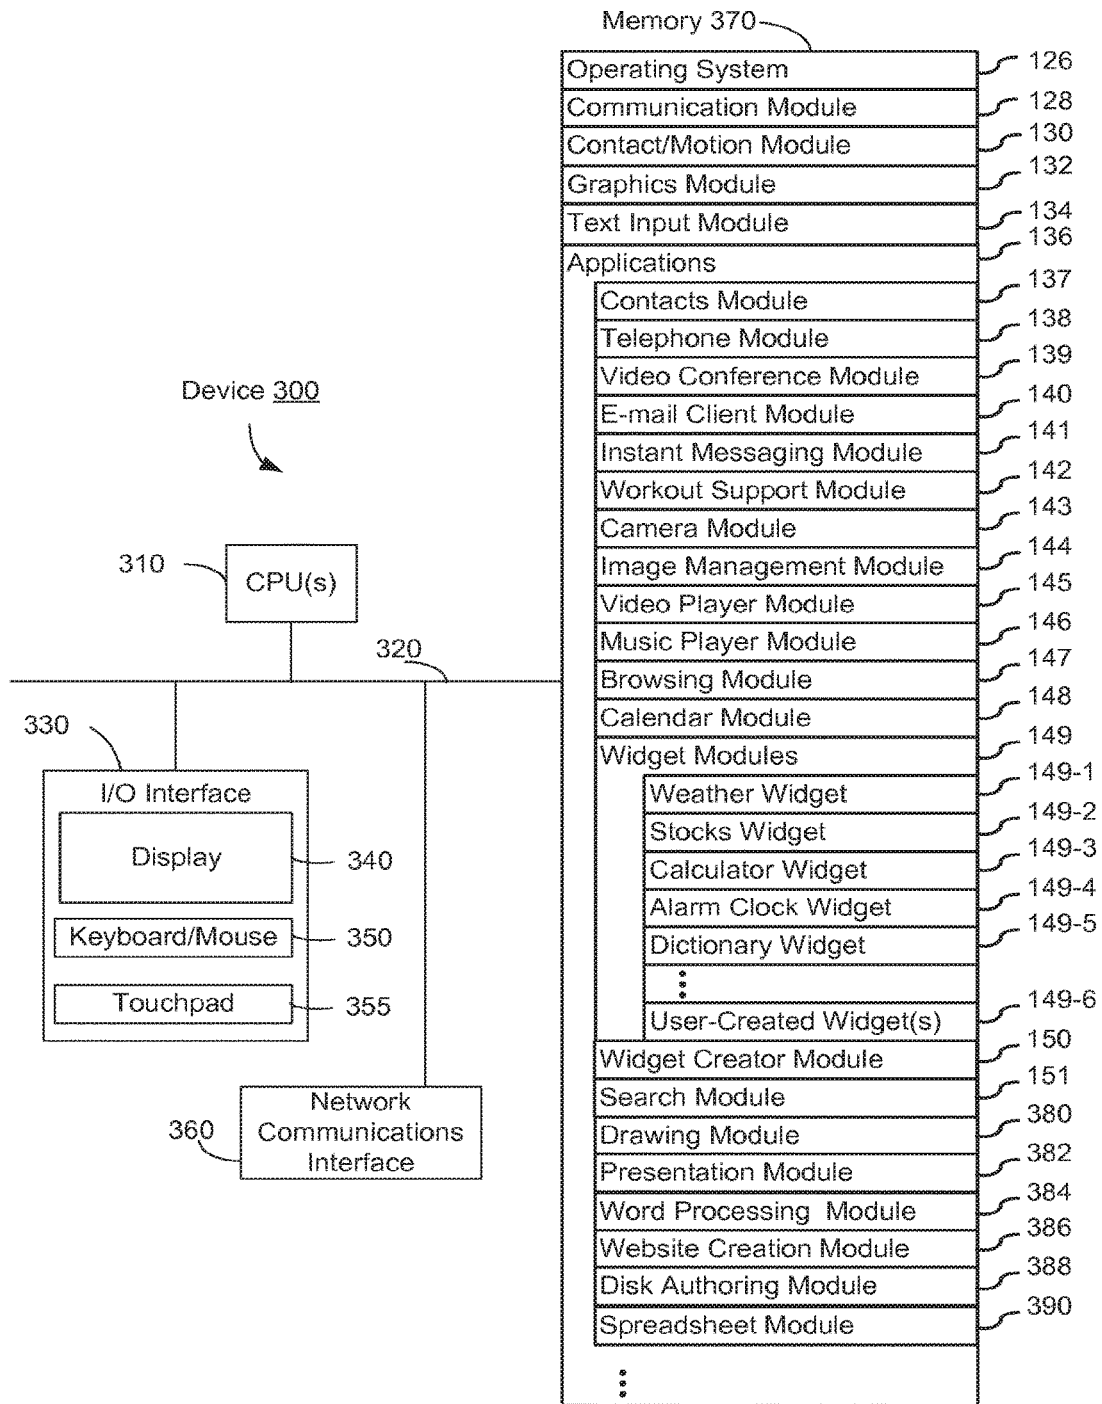 Memory 370
Operating System 126
Communication Module 128
Contact/Motion Module 130
Graphics Module 132
Text Input Module 134
Applications 136
Contacts Module 137
Telephone Module 138
Video Conference Module 139
E-mail Client Module 140
Instant Messaging Module 141
Workout Support Module 142
Camera Module 143
Image Management Module 144
Video Player Module 145
Music Player Module 146
Browsing Module 147
Calendar Module 148
Widget Modules 149
Weather Widget 149-1
Stocks Widget 149-2
Calculator Widget 149-3
Alarm Clock Widget 149-4
Dictionary Widget 149-5
User-Created Widget(s) 149-6
Widget Creator Module 150
Search Module 151
Drawing Module 380
Presentation Module 382
Word Processing Module 384
Website Creation Module 386
Disk Authoring Module 388
Spreadsheet Module 390
Device 300
310
CPU(s)
320
330
I/O Interface
Display 340
Keyboard/Mouse 350
Touchpad 355
360
Network
Communications
Interface